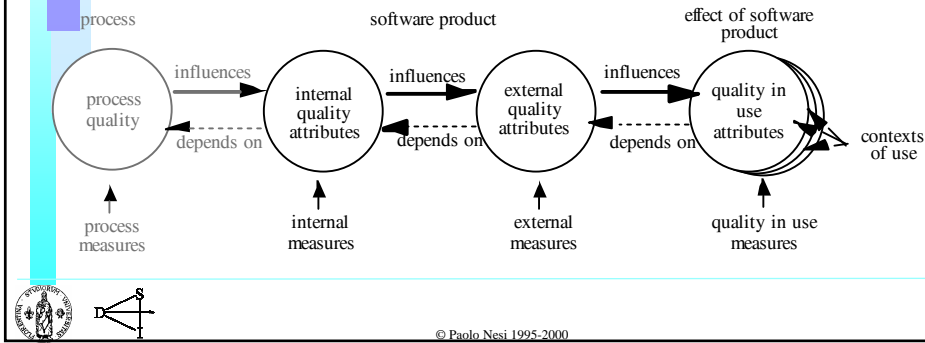 process
software product
effect of software
product
process
quality
influences
depends on
internal
quality
attributes
influences
depends on
external
quality
attributes
influences
depends on
quality in
use
attributes
contexts
of use
process
measures
internal
measures
external
measures
quality in use
measures
D
S
I
© Paolo Nesi 1995-2000